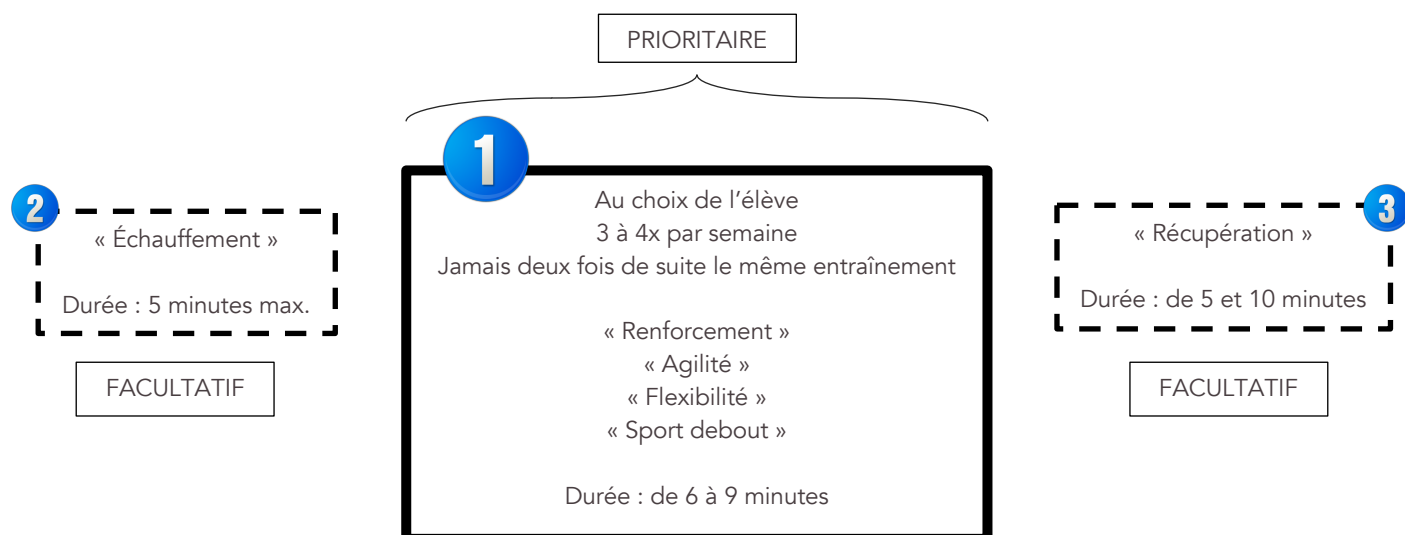 PRIORITAIRE
1
Au choix de l’élève
3 à 4x par semaine
Jamais deux fois de suite le même entraînement
« Renforcement »
« Agilité »
« Flexibilité »
« Sport debout »
Durée : de 6 à 9 minutes
2
« Échauffement »
Durée : 5 minutes max.
FACULTATIF
3
« Récupération »
Durée : de 5 et 10 minutes
FACULTATIF